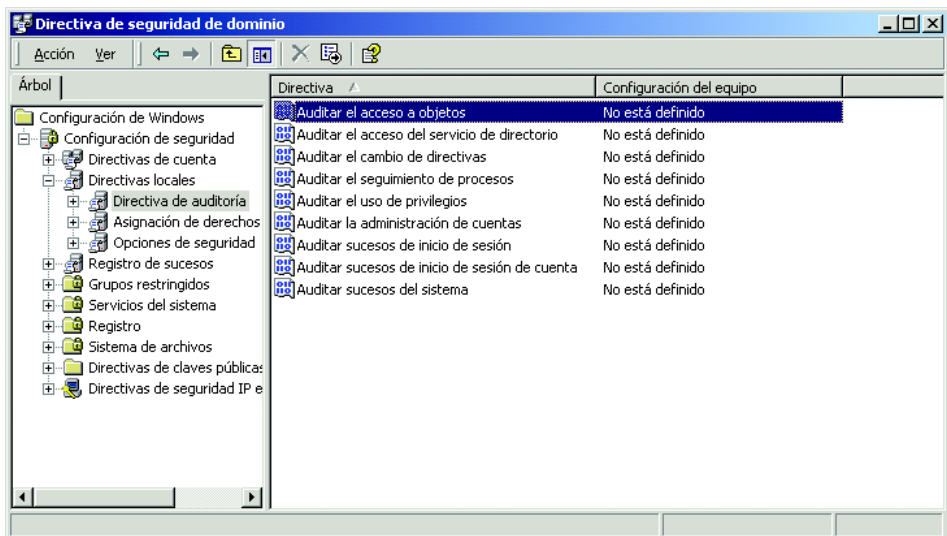 Directiva de seguridad de dominio
Acción Ver
Árbol
Configuración de Windows
Configuración de seguridad
Directivas de cuenta
Directivas locales
Directiva de auditoría
Asignación de derechos
Opciones de seguridad
Registro de sucesos
Grupos restringidos
Servicios del sistema
Registro
Sistema de archivos
Directivas de claves públicas
Directivas de seguridad IP e
Directiva Configuración del equipo
Auditar el acceso a objetos No está definido
Auditar el acceso del servicio de directorio No está definido
Auditar el cambio de directivas No está definido
Auditar el seguimiento de procesos No está definido
Auditar el uso de privilegios No está definido
Auditar la administración de cuentas No está definido
Auditar sucesos de inicio de sesión No está definido
Auditar sucesos de inicio de sesión de cuenta No está definido
Auditar sucesos del sistema No está definido